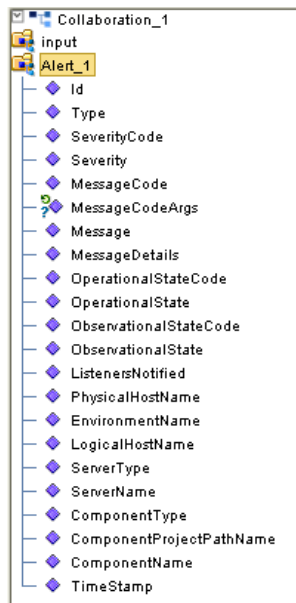 Collaboration_1
input
Alert_1
Id
Type
SeverityCode
Severity
MessageCode
MessageCodeArgs
Message
MessageDetails
OperationalStateCode
OperationalState
ObservationalStateCode
ObservationalState
ListenersNotified
PhysicalHostName
EnvironmentName
LogicalHostName
ServerType
ServerName
ComponentType
ComponentProjectPathName
ComponentName
TimeStamp